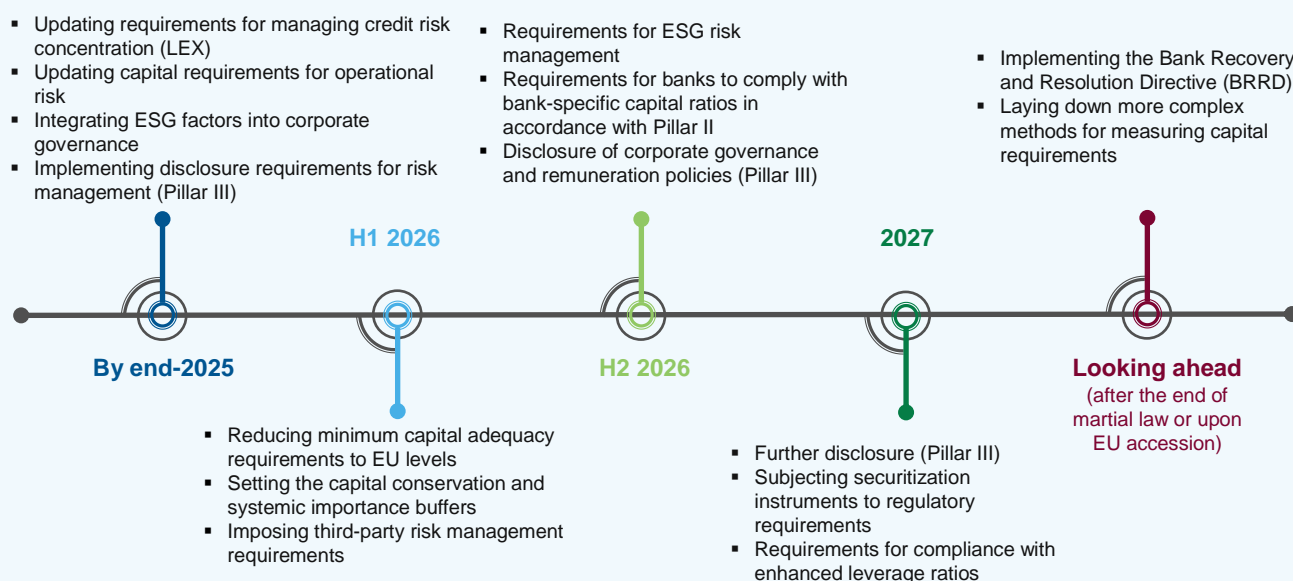 ▪ Updating requirements for managing credit risk
concentration (LEX)
▪ Updating capital requirements for operational
risk
▪ Integrating ESG factors into corporate
governance
▪ Implementing disclosure requirements for risk
management (Pillar III)
By end-2025
H1 2026
▪ Reducing minimum capital adequacy
requirements to EU levels
▪ Setting the capital conservation and
systemic importance buffers
▪ Imposing third-party risk management
requirements
▪ Requirements for ESG risk
management
▪ Requirements for banks to comply with
bank-specific capital ratios in
accordance with Pillar II
▪ Disclosure of corporate governance
and remuneration policies (Pillar III)
H2 2026
2027
▪ Further disclosure (Pillar III)
▪ Subjecting securitization
instruments to regulatory
requirements
▪ Requirements for compliance with
enhanced leverage ratios
▪ Implementing the Bank Recovery
and Resolution Directive (BRRD)
▪ Laying down more complex
methods for measuring capital
requirements
Looking ahead
(after the end of
martial law or upon
EU accession)